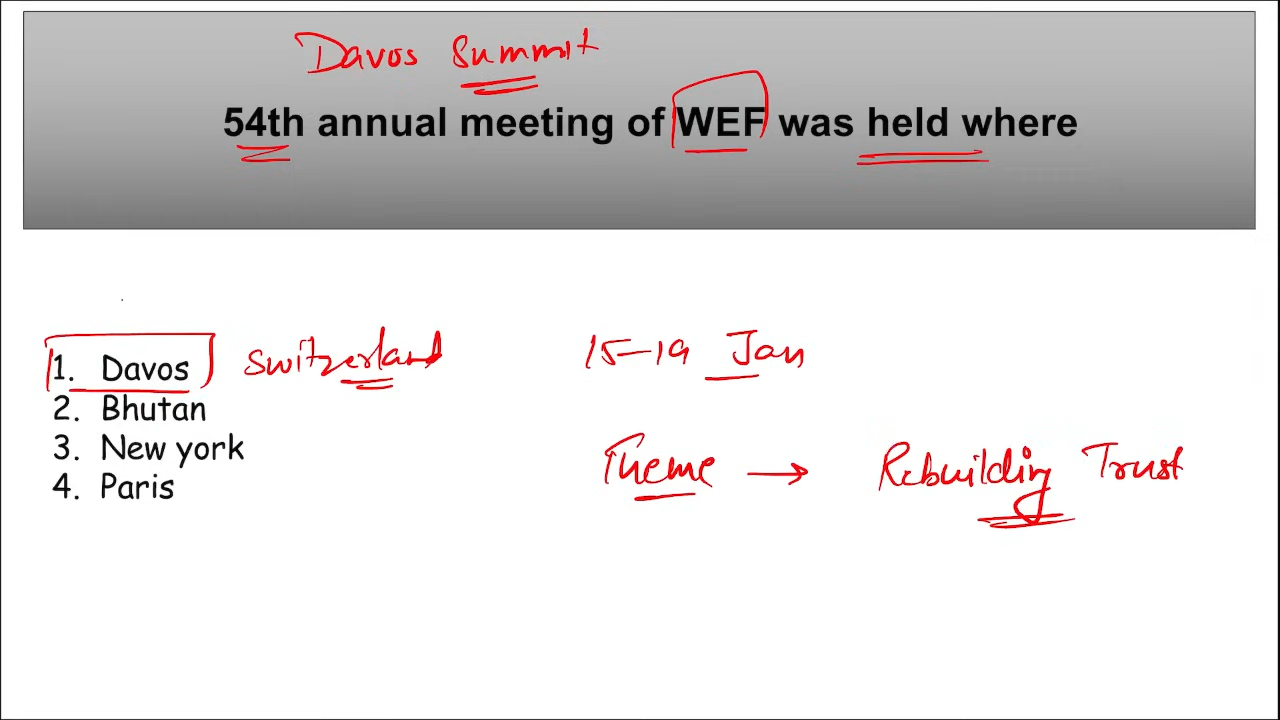 Davos Summit
54th annual meeting of WEF was held where
1. Davos Switzerland 15-19 Jan
2. Bhutan
3. New york
Theme → Rebuilding Trust
4. Paris